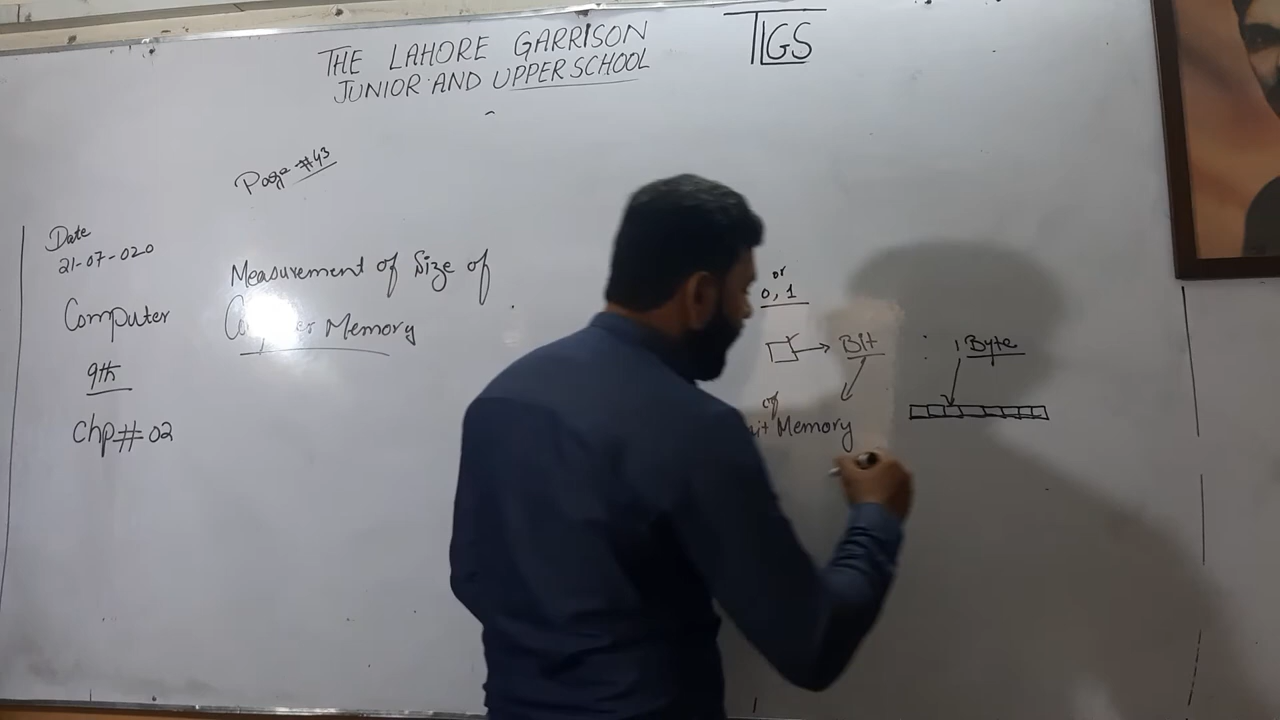 THE LAHORE GARRISON
JUNIOR AND UPPER SCHOOL
TLGS
Page #43
Date
21-07-020
Computer
9th
Chp# 02
Measurement of Size of
Memory
or
0, 1
Bit : 1 Byte
of
Memory